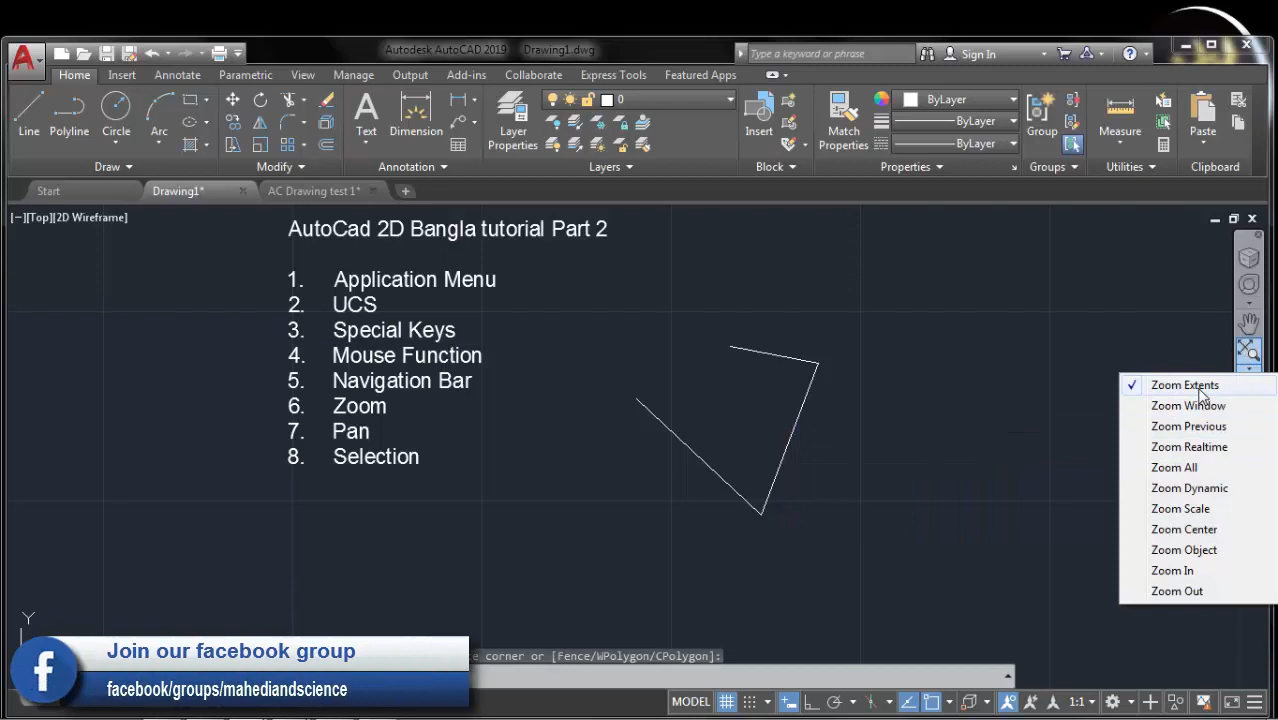 Autodesk AutoCAD 2019 Drawing1.dwg
Type a keyword or phrase
Sign In
Home Insert Annotate Parametric View Manage Output Add-ins Collaborate Express Tools Featured Apps
Line Polyline Circle Arc
Text Dimension
Layer Properties
0
Insert
Match Properties
ByLayer
ByLayer
ByLayer
Group
Measure
Paste
Draw Modify Annotation Layers Block Properties Groups Utilities Clipboard
Start Drawing1* AC Drawing test 1*
[−][Top][2D Wireframe]
AutoCad 2D Bangla tutorial Part 2
1. Application Menu
2. UCS
3. Special Keys
4. Mouse Function
5. Navigation Bar
6. Zoom
7. Pan
8. Selection
Zoom Extents
Zoom Window
Zoom Previous
Zoom Realtime
Zoom All
Zoom Dynamic
Zoom Scale
Zoom Center
Zoom Object
Zoom In
Zoom Out
Y
Join our facebook group
facebook/groups/mahediandscience
corner or [Fence/WPolygon/CPolygon]:
MODEL 1:1